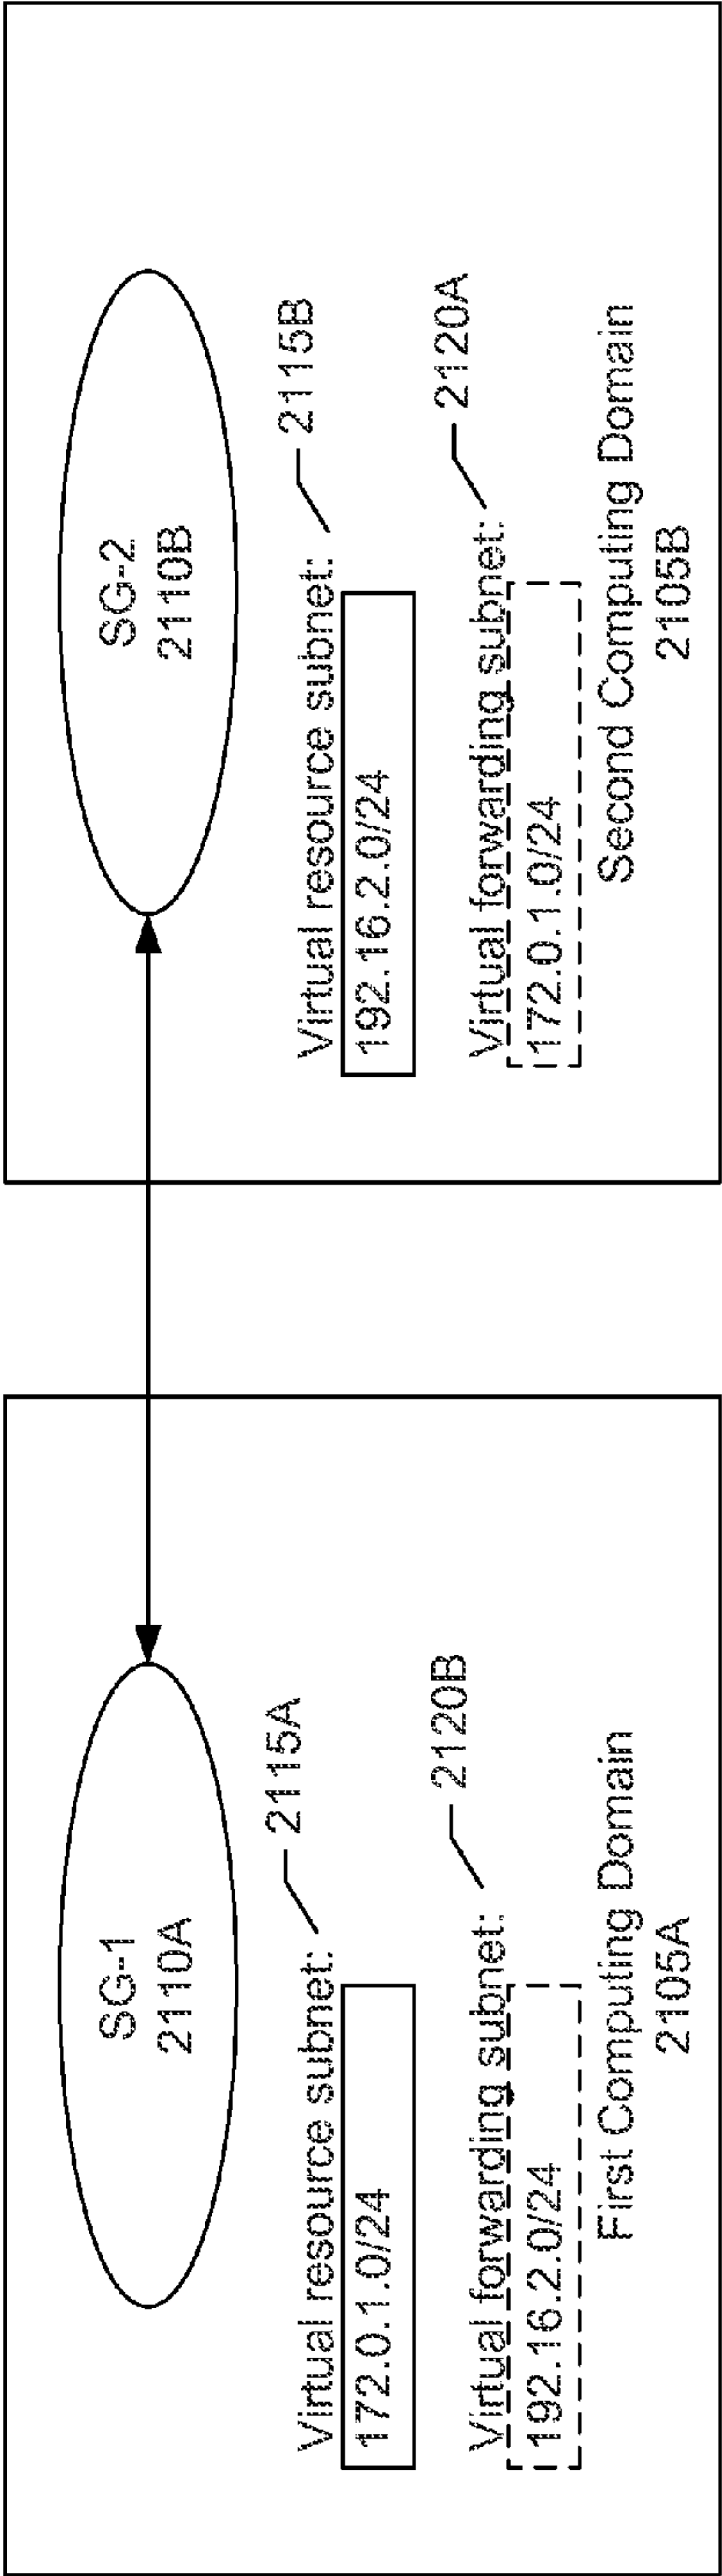 SG-1
2110A
Virtual resource subnet:
2115A
172.0.1.0/24
Virtual forwarding subnet:
2120B
192.16.2.0/24
First Computing Domain
2105A
SG-2
2110B
Virtual resource subnet:
2115B
192.16.2.0/24
Virtual forwarding subnet:
2120A
172.0.1.0/24
Second Computing Domain
2105B